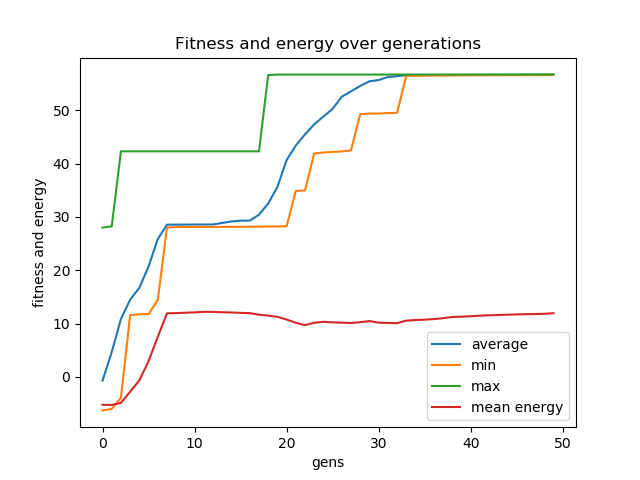 Fitness and energy over generations
fitness and energy
50
40
30
20
10
0
0 10 20 30 40 50
gens
average
min
max
mean energy